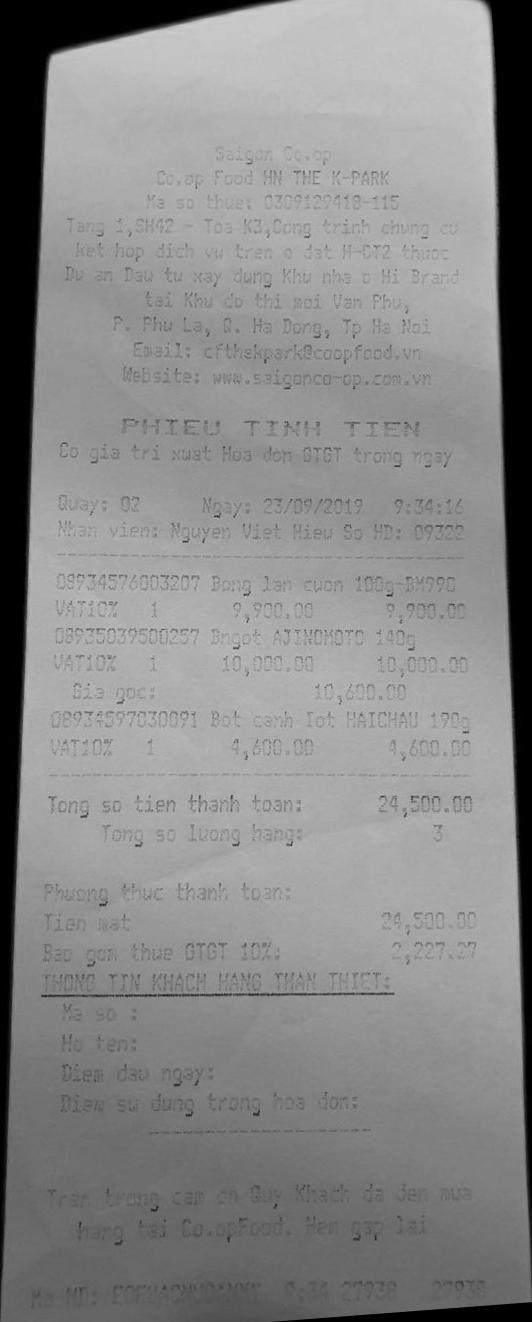 Saigon Co.op
Co.op Food HN THE K-PARK
Ma so thue: 0309129418-115
Tang 1,SH42 - Toa K3,Cong trinh chung cu
ket hop dich vu tren o dat H-CT2 thuoc
Du an Dau tu xay dung Khu nha o Hi Brand
tai Khu do thi moi Van Phu,
P. Phu La, Q. Ha Dong, Tp Ha Noi
Email: cfthekpark@coopfood.vn
Website: www.saigonco-op.com.vn
PHIEU TINH TIEN
Co gia tri xuat Hoa don GTGT trong ngay
Quay: 02 Ngay: 23/09/2019 9:34:16
Nhan vien: Nguyen Viet Hieu So HD: 09322
08934576003207 Bong lan cuon 100g-BM990
VAT10% 1 9,900.00 9,900.00
08935039500257 Bngot AJINOMOTO 140g
VAT10% 1 10,000.00 10,000.00
Gia goc: 10,600.00
08934597030091 Bot canh Iot HAICHAU 190g
VAT10% 1 4,600.00 4,600.00
Tong so tien thanh toan: 24,500.00
Tong so luong hang: 3
Phuong thuc thanh toan:
Tien mat 24,500.00
Bao gom thue GTGT 10%: 2,227.27
THONG TIN KHACH HANG THAN THIET:
Ma so :
Ho ten:
Diem dau ngay:
Diem su dung trong hoa don:
Tran trong cam on Quy Khach da den mua
hang tai Co.opFood. Hen gap lai
Ma HD: 9:34 27938 27938